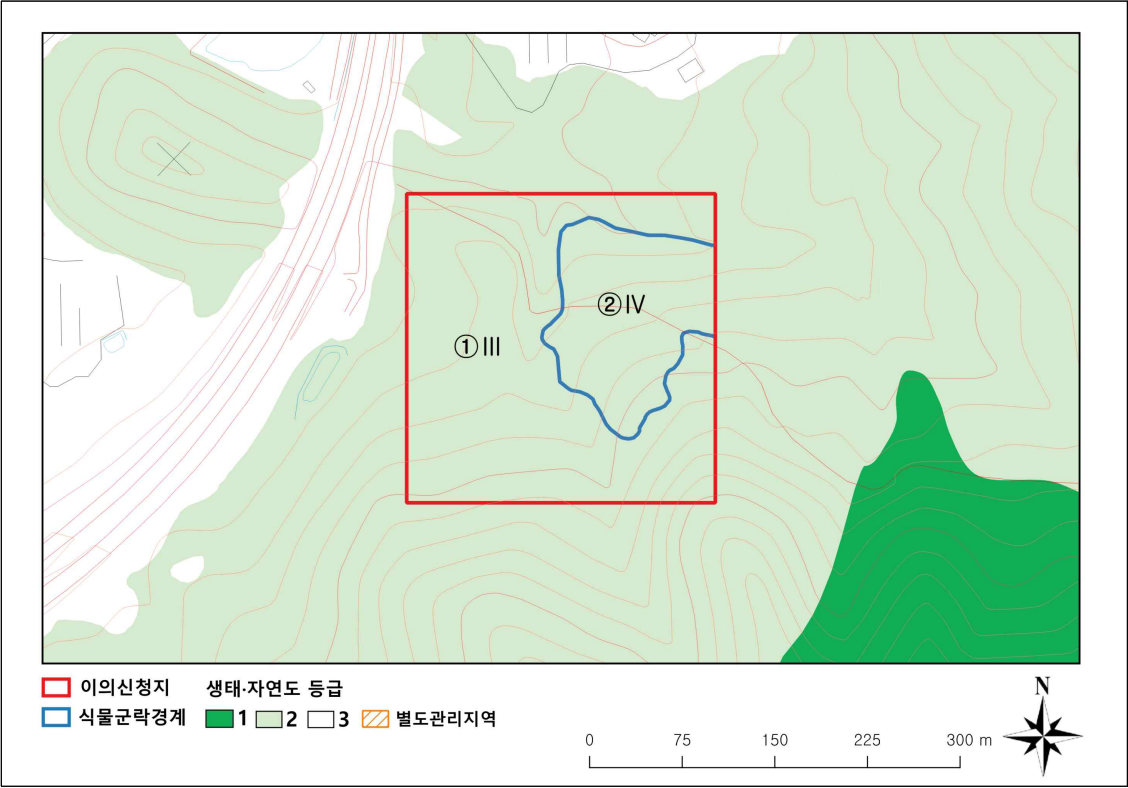 ②IV
①III
이의신청지 생태·자연도 등급
식물군락경계 1 2 3 별도관리지역
N
0 75 150 225 300 m